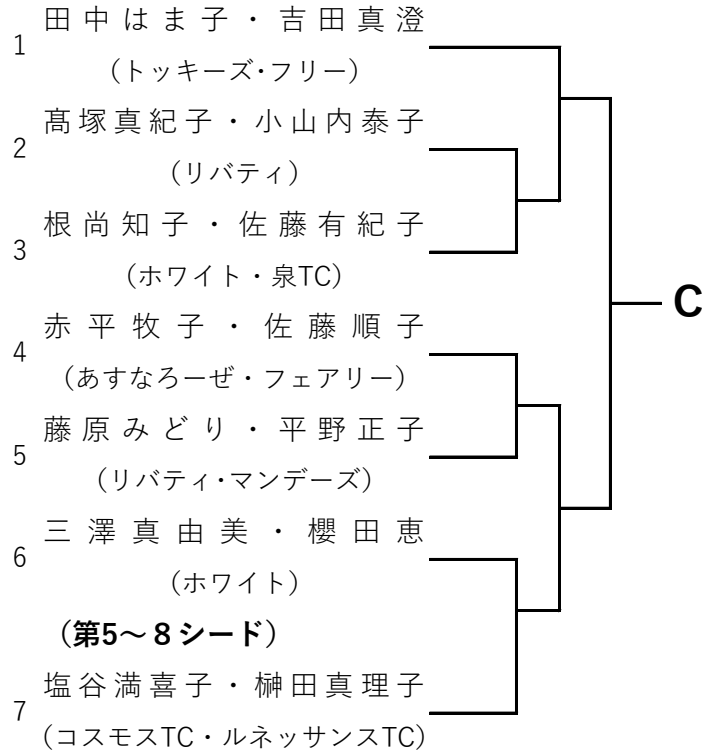 1 田中はま子・吉田真澄
(トッキーズ・フリー)
2 髙塚真紀子・小山内泰子
(リバティ)
3 根尚知子・佐藤有紀子
(ホワイト・泉TC)
C
4 赤平牧子・佐藤順子
(あすなろーぜ・フェアリー)
5 藤原みどり・平野正子
(リバティ・マンデーズ)
6 三澤真由美・櫻田恵
(ホワイト)
(第5～８シード)
7 塩谷満喜子・榊田真理子
(コスモスTC・ルネッサンスTC)